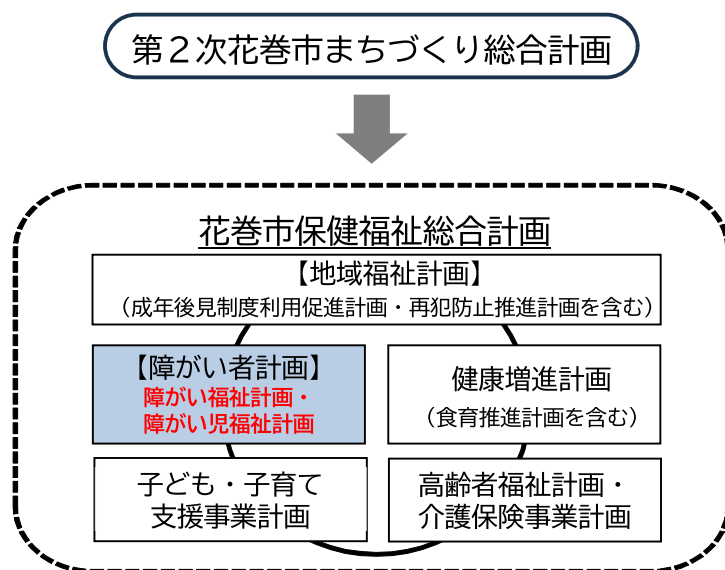 第２次花巻市まちづくり総合計画
花巻市保健福祉総合計画
【地域福祉計画】
（成年後見制度利用促進計画・再犯防止推進計画を含む）
【障がい者計画】
障がい福祉計画・
障がい児福祉計画
健康増進計画
（食育推進計画を含む）
子ども・子育て
支援事業計画
高齢者福祉計画・
介護保険事業計画